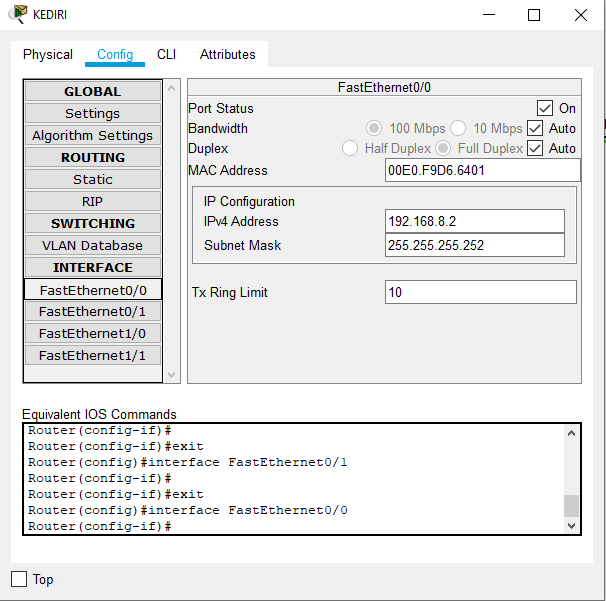 KEDIRI
Physical Config CLI Attributes
GLOBAL
Settings
Algorithm Settings
ROUTING
Static
RIP
SWITCHING
VLAN Database
INTERFACE
FastEthernet0/0
FastEthernet0/1
FastEthernet1/0
FastEthernet1/1
FastEthernet0/0
Port Status On
Bandwidth 100 Mbps 10 Mbps Auto
Duplex Half Duplex Full Duplex Auto
MAC Address 00E0.F9D6.6401
IP Configuration
IPv4 Address 192.168.8.2
Subnet Mask 255.255.255.252
Tx Ring Limit 10
Equivalent IOS Commands
Router(config-if)#
Router(config-if)#exit
Router(config)#interface FastEthernet0/1
Router(config-if)#
Router(config-if)#exit
Router(config)#interface FastEthernet0/0
Router(config-if)#
Top